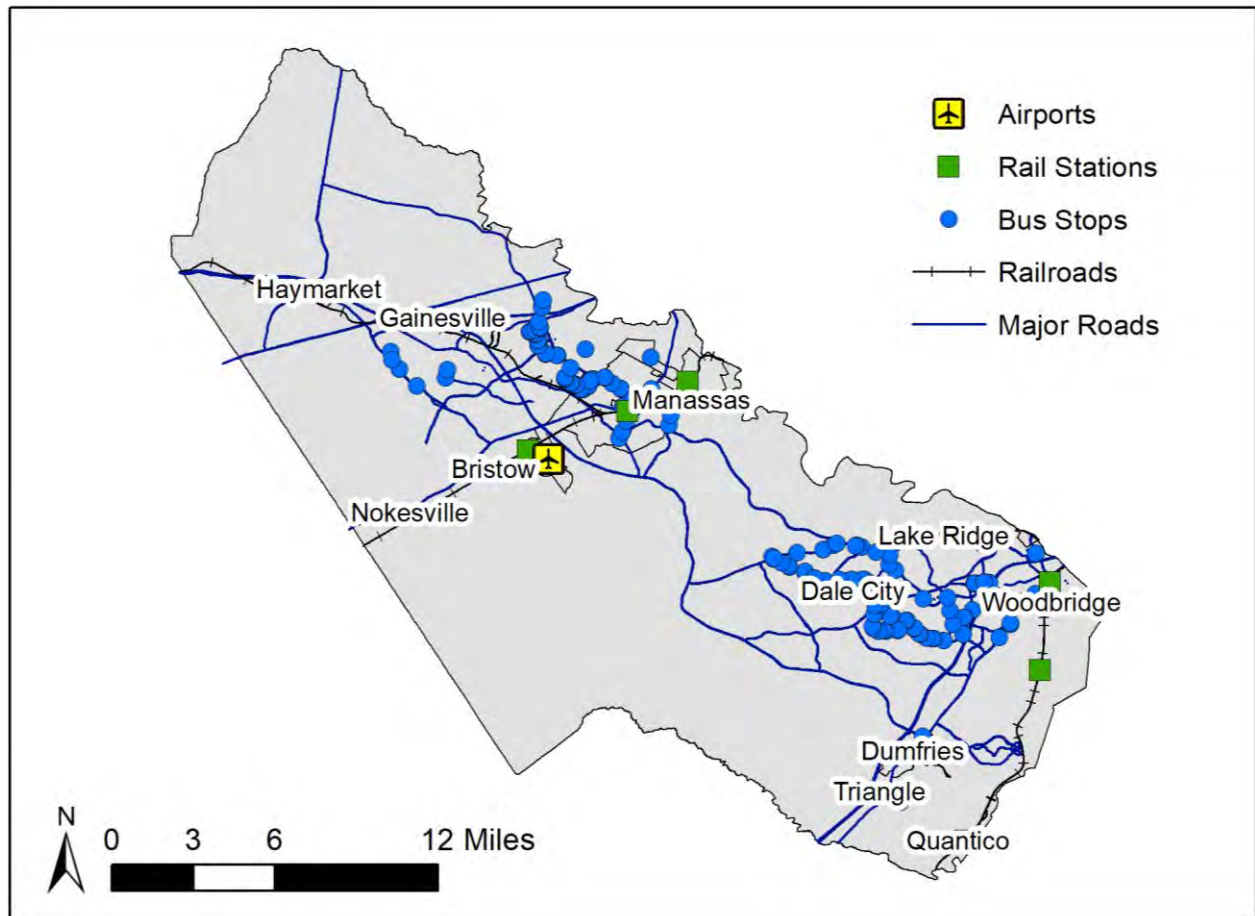 Airports
Rail Stations
Bus Stops
Railroads
Major Roads
Haymarket
Gainesville
Manassas
Bristow
Nokesville
Lake Ridge
Dale City
Woodbridge
Dumfries
Triangle
Quantico
N
0 3 6 12 Miles